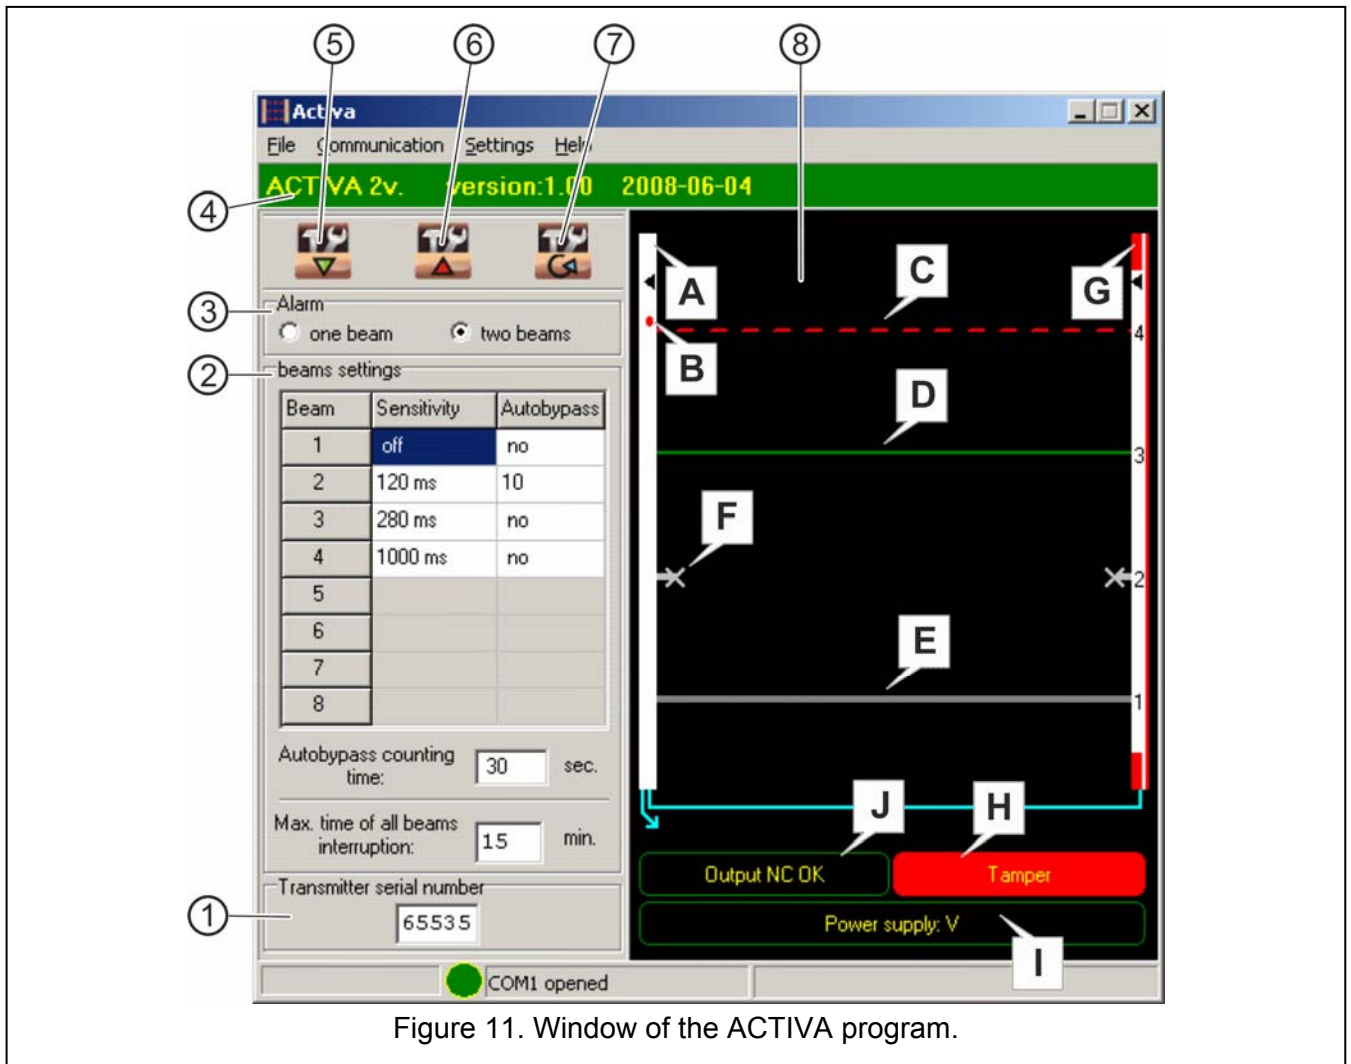 5 6 7 8
Activa
File Communication Settings Help
ACTIVA 2v. version:1.00 2008-06-04
4
A
C
G
3
Alarm
one beam two beams
B
4
2
beams settings
Beam Sensitivity Autobypass
1 off no
2 120 ms 10
3 280 ms no
4 1000 ms no
5
6
7
8
D
3
F
2
E
1
Autobypass counting
time: 30 sec.
Max. time of all beams
interruption: 15 min.
J
H
Output NC OK Tamper
Power supply: V
I
1
Transmitter serial number
65535
COM1 opened
Figure 11. Window of the ACTIVA program.